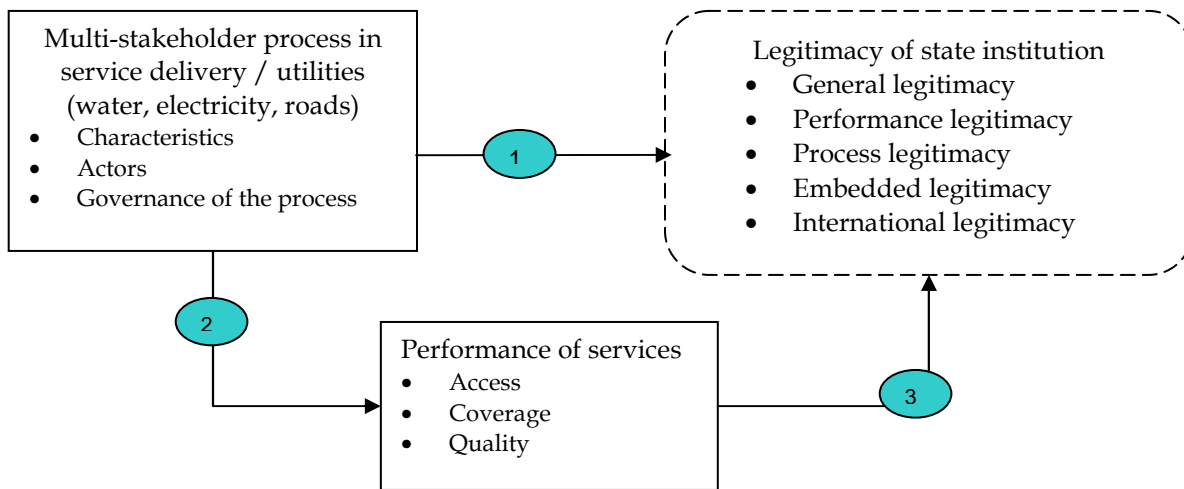 Multi-stakeholder process in
service delivery / utilities
(water, electricity, roads)
• Characteristics
• Actors
• Governance of the process
1
Legitimacy of state institution
• General legitimacy
• Performance legitimacy
• Process legitimacy
• Embedded legitimacy
• International legitimacy
2
Performance of services
• Access
• Coverage
• Quality
3